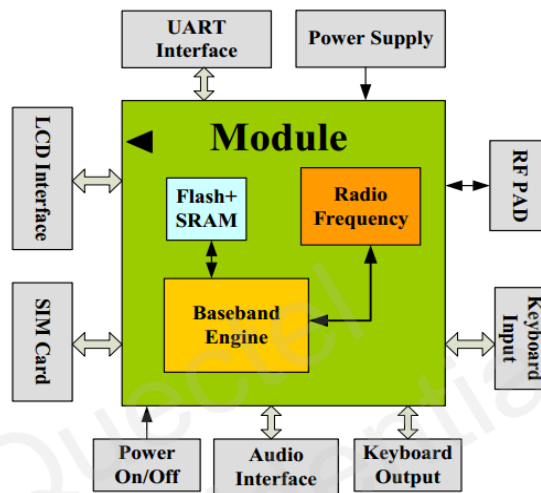 UART
Interface
Power Supply
LCD Interface
Module
Flash+
SRAM
Radio
Frequency
RF PAD
Baseband
Engine
SIM Card
Keyboard
Input
Power
On/Off
Audio
Interface
Keyboard
Output
Quectel